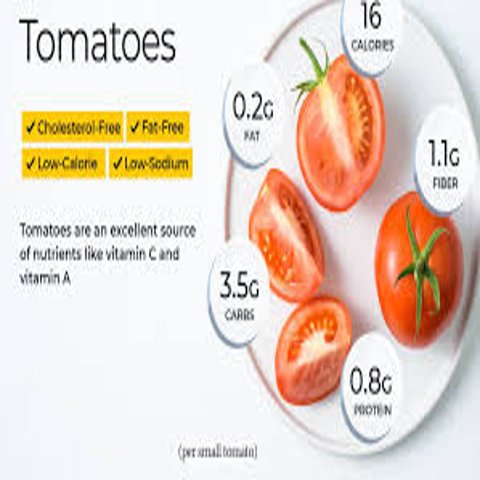 Tomatoes
✓ Cholesterol-Free ✓ Fat-Free
✓ Low-Calorie ✓ Low-Sodium
Tomatoes are an excellent source
of nutrients like vitamin C and
vitamin A
16
CALORIES
0.2G
FAT
1.1G
FIBER
3.5G
CARBS
0.8G
PROTEIN
(per small tomato)